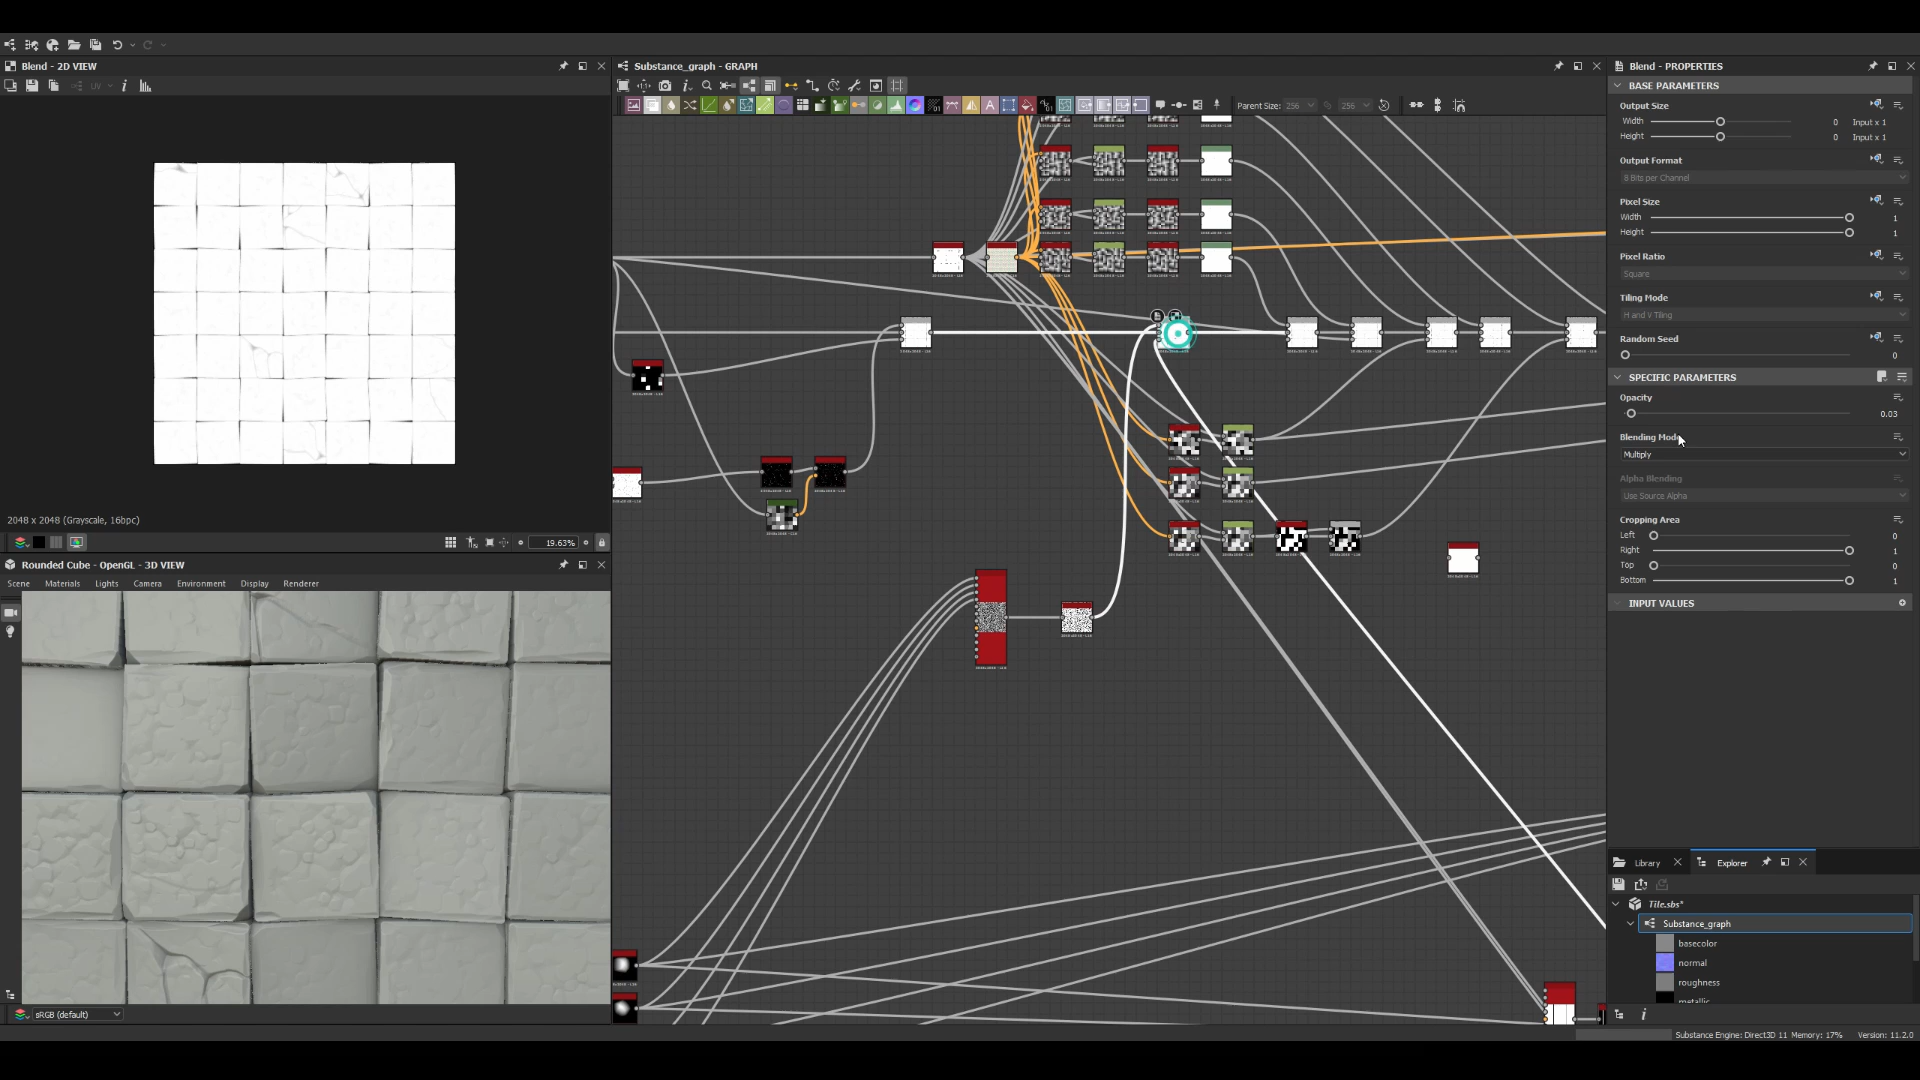 Blend - 2D VIEW
UV
2048 x 2048 (Grayscale, 16bpc)
19.63%
Rounded Cube - OpenGL - 3D VIEW
Scene Materials Lights Camera Environment Display Renderer
sRGB (default)
Substance_graph - GRAPH
Parent Size: 256 256
Blend - PROPERTIES
BASE PARAMETERS
Output Size
Width 0 Input x 1
Height 0 Input x 1
Output Format
8 Bits per Channel
Pixel Size
Width 1
Height 1
Pixel Ratio
Square
Tiling Mode
H and V Tiling
Random Seed
0
SPECIFIC PARAMETERS
Opacity
0.03
Blending Mode
Multiply
Alpha Blending
Use Source Alpha
Cropping Area
Left 0
Right 1
Top 0
Bottom 1
INPUT VALUES
Library Explorer
Tile.sbs*
Substance_graph
basecolor
normal
roughness
metallic
Substance Engine: Direct3D 11 Memory: 17% Version: 11.2.0